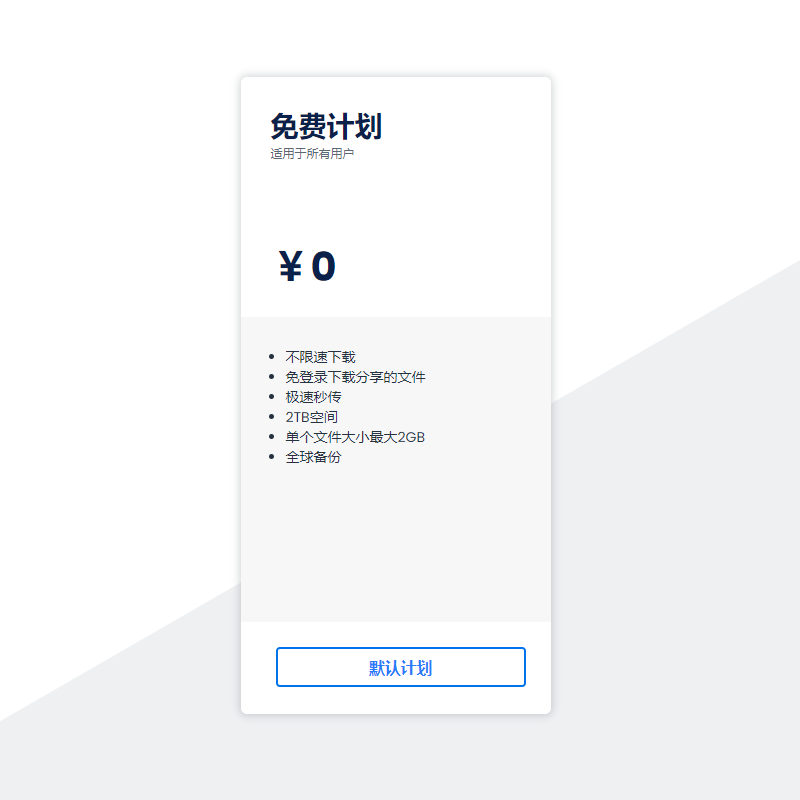 免费计划
适用于所有用户
¥ 0
不限速下载
免登录下载分享的文件
极速秒传
2TB空间
单个文件大小最大2GB
全球备份
默认计划